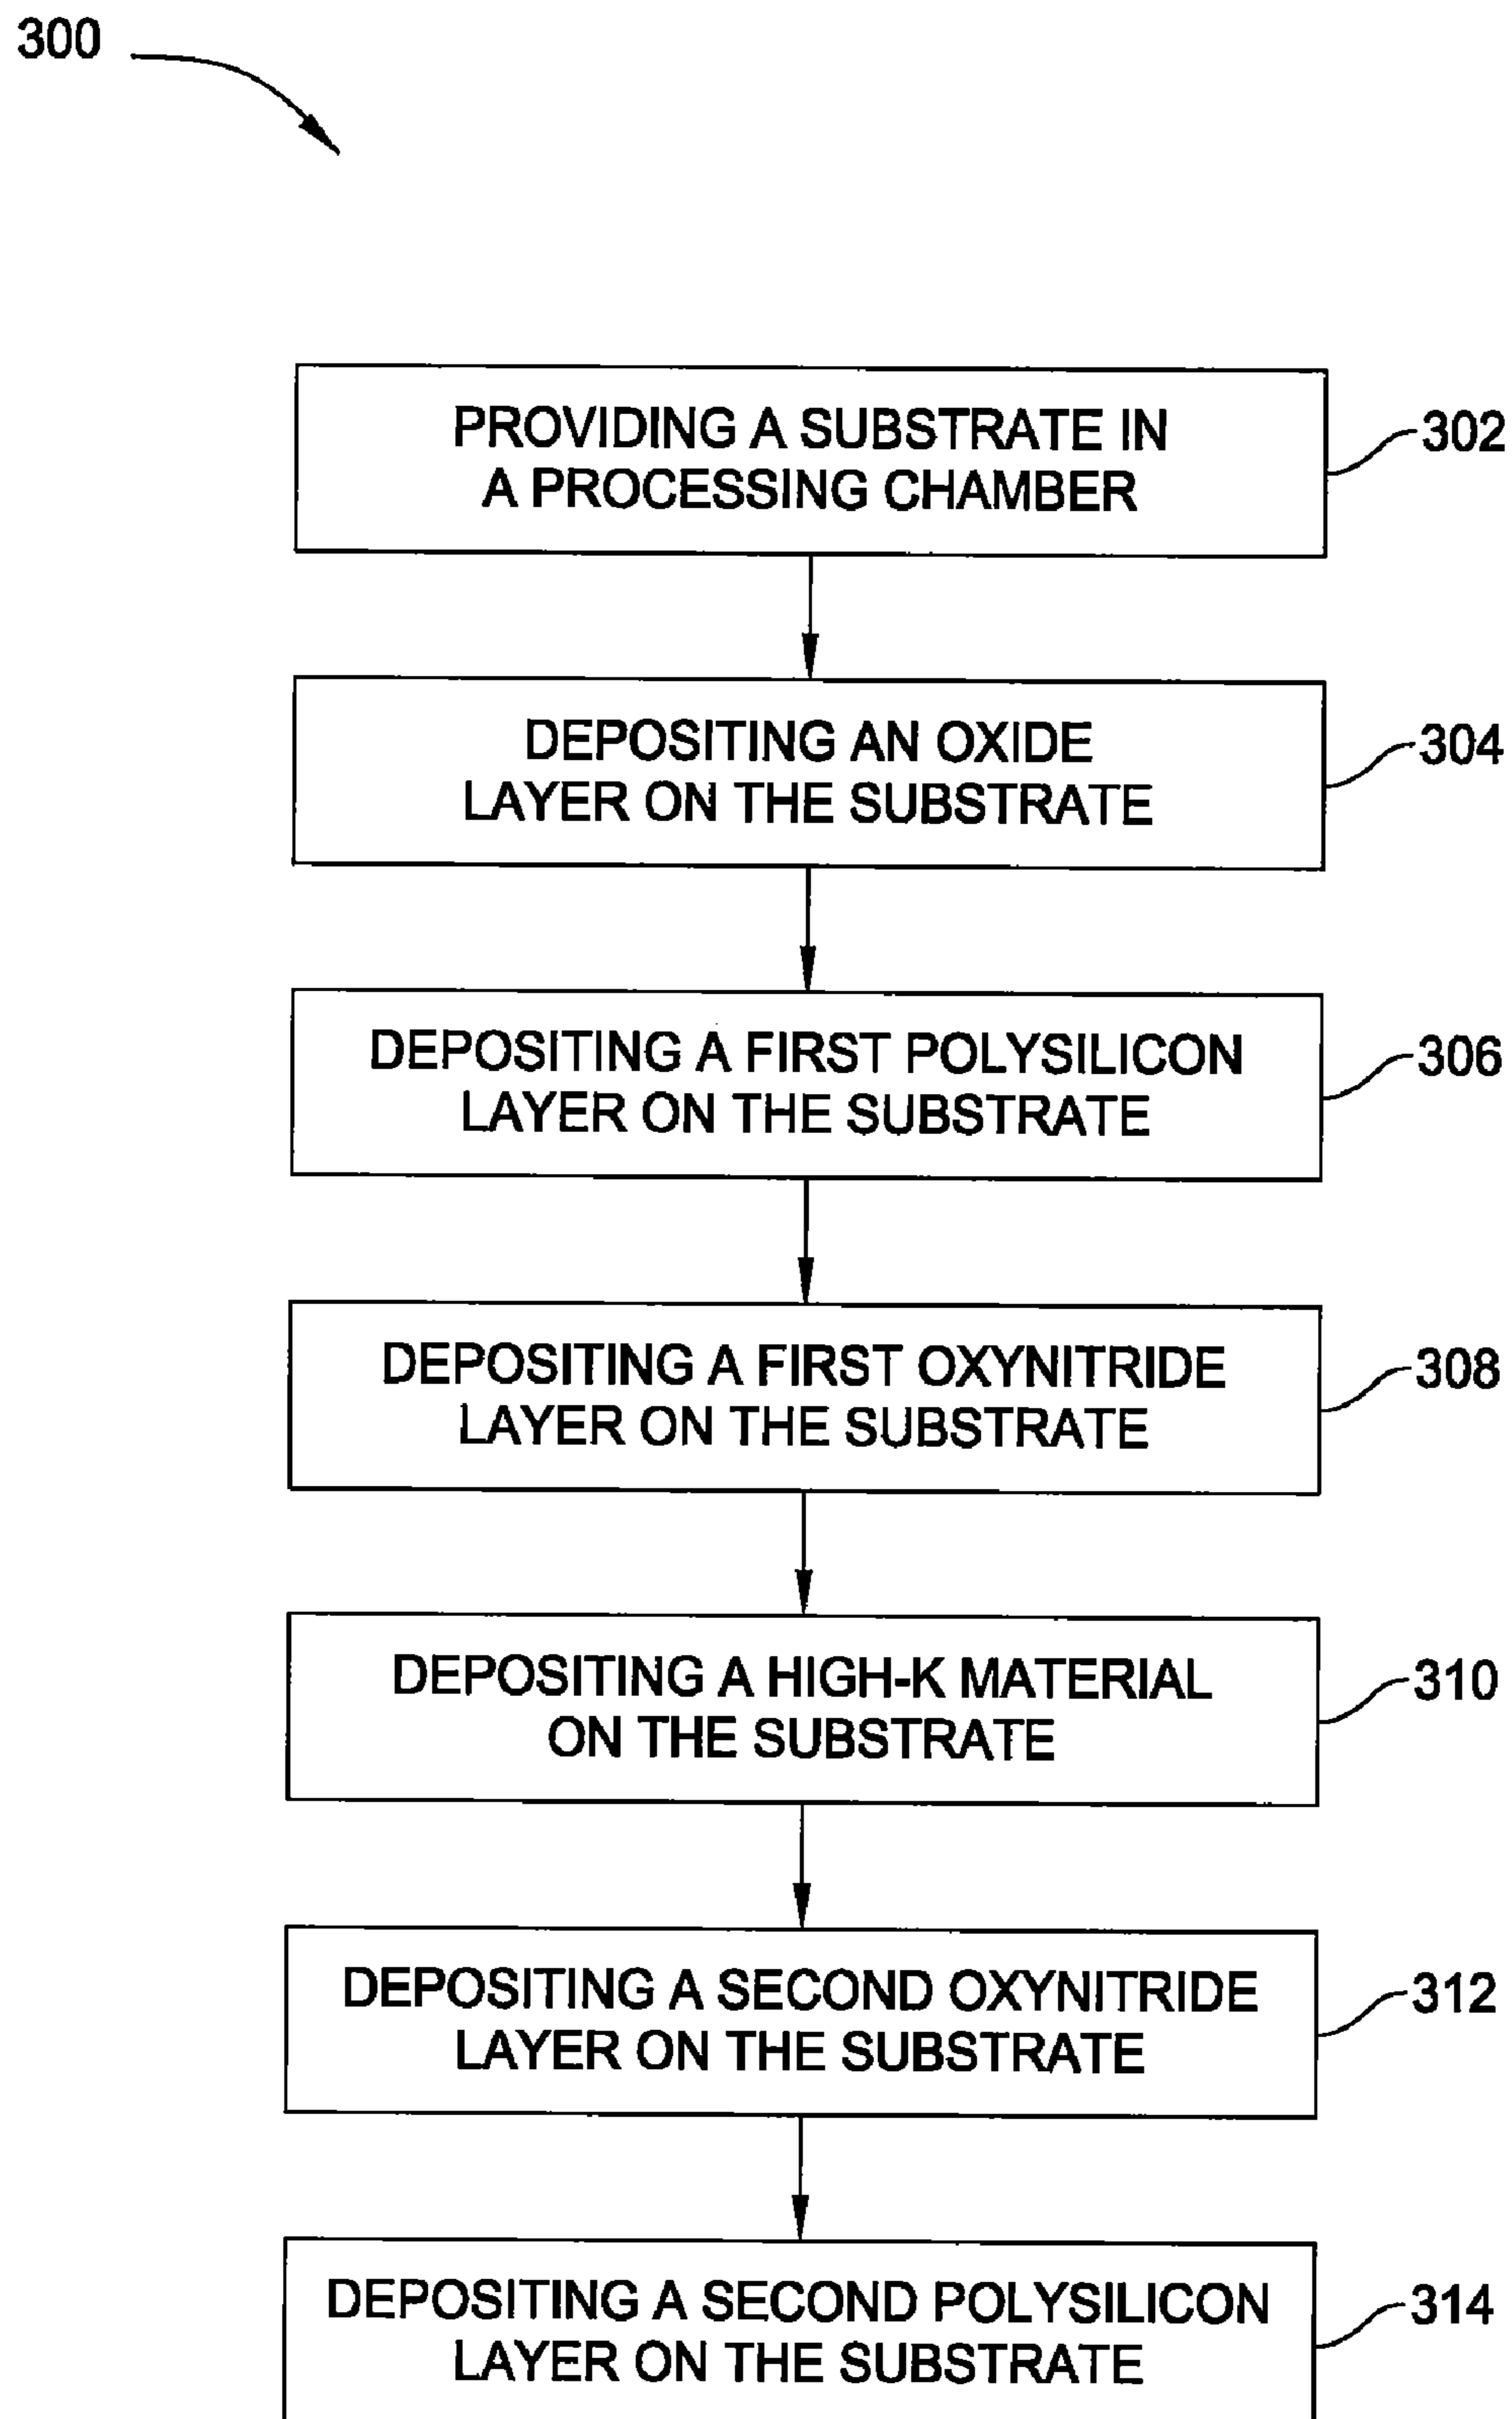 300
PROVIDING A SUBSTRATE IN
A PROCESSING CHAMBER
302
DEPOSITING AN OXIDE
LAYER ON THE SUBSTRATE
304
DEPOSITING A FIRST POLYSILICON
LAYER ON THE SUBSTRATE
306
DEPOSITING A FIRST OXYNITRIDE
LAYER ON THE SUBSTRATE
308
DEPOSITING A HIGH-K MATERIAL
ON THE SUBSTRATE
310
DEPOSITING A SECOND OXYNITRIDE
LAYER ON THE SUBSTRATE
312
DEPOSITING A SECOND POLYSILICON
LAYER ON THE SUBSTRATE
314